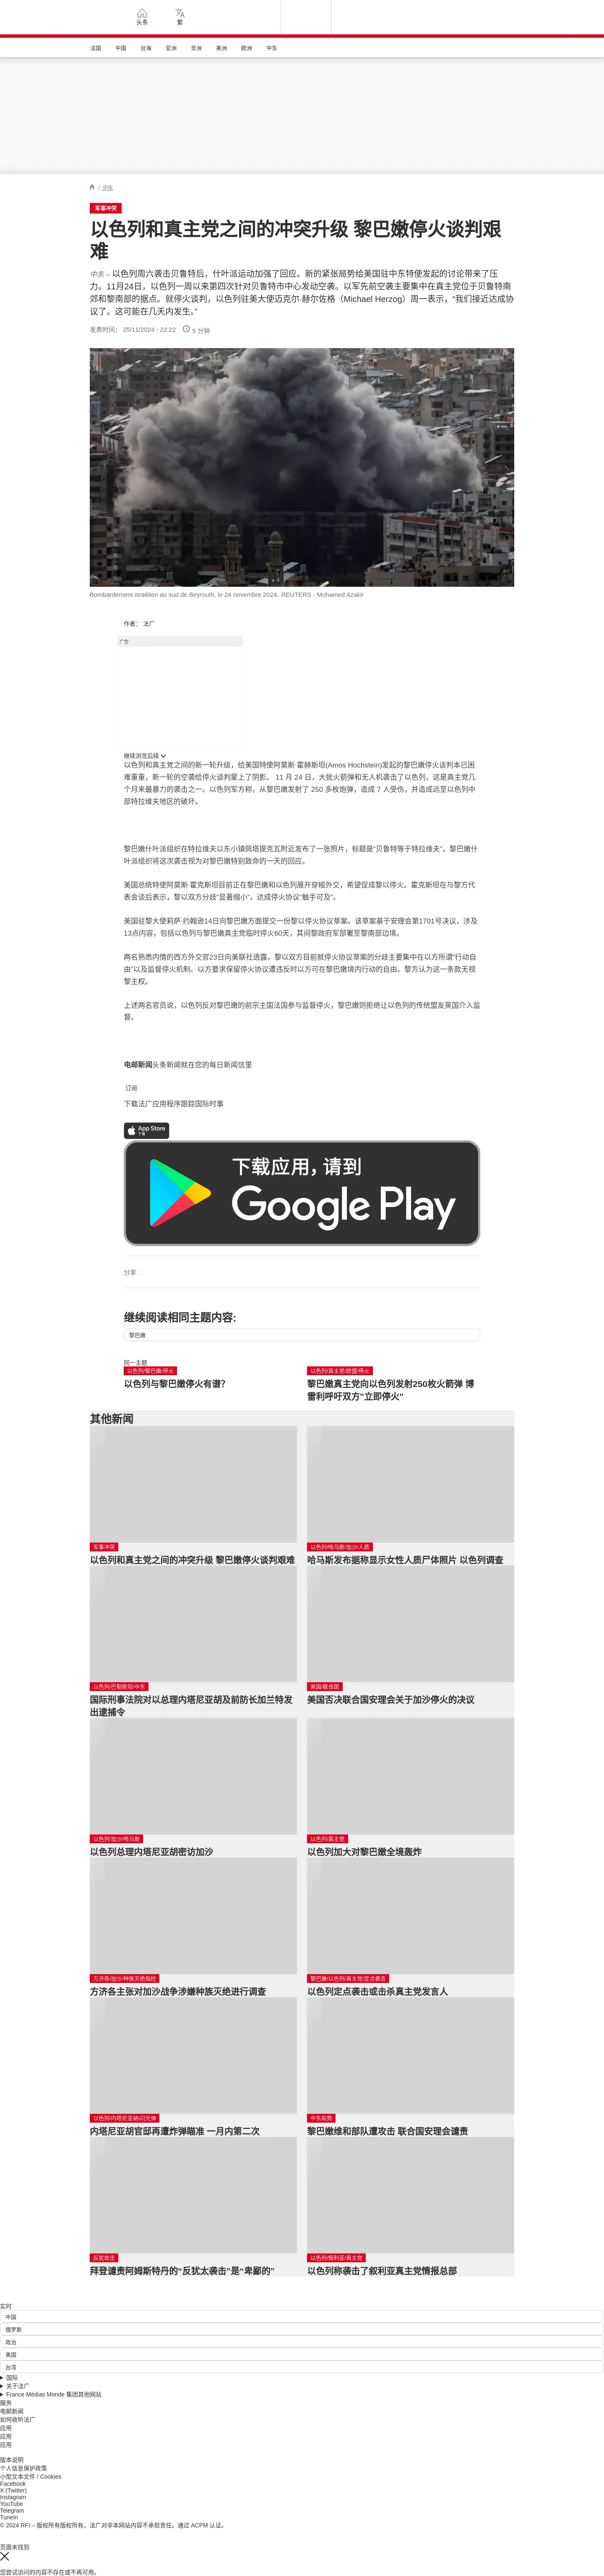 头条
繁
法国
中国
台海
亚洲
非洲
美洲
欧洲
中东
/ 中东
军事冲突
以色列和真主党之间的冲突升级 黎巴嫩停火谈判艰
难
中东 – 以色列周六袭击贝鲁特后，什叶派运动加强了回应。新的紧张局势给美国驻中东特使发起的讨论带来了压
力。11月24日，以色列一周以来第四次针对贝鲁特市中心发动空袭。以军先前空袭主要集中在真主党位于贝鲁特南
郊和黎南部的据点。就停火谈判，以色列驻美大使迈克尔·赫尔佐格（Michael Herzog）周一表示，“我们接近达成协
议了。这可能在几天内发生。”
发表时间： 25/11/2024 - 22:22
5 分钟
Bombardement israélien au sud de Beyrouth, le 24 novembre 2024. REUTERS - Mohamed Azakir
作者： 法广
广告
继续浏览后续
以色列和真主党之间的新一轮升级，给美国特使阿莫斯·霍赫斯坦(Amos Hochstein)发起的黎巴嫩停火谈判本已困
难重重，新一轮的空袭给停火谈判蒙上了阴影。 11 月 24 日，大批火箭弹和无人机袭击了以色列，这是真主党几
个月来最暴力的袭击之一。以色列军方称，从黎巴嫩发射了 250 多枚炮弹，造成 7 人受伤，并造成远至以色列中
部特拉维夫地区的破坏。
黎巴嫩什叶派组织在特拉维夫以东小镇佩塔提克瓦附近发布了一张照片，标题是“贝鲁特等于特拉维夫”，黎巴嫩什
叶派组织将这次袭击视为对黎巴嫩特别致命的一天的回应。
美国总统特使阿莫斯·霍克斯坦目前正在黎巴嫩和以色列展开穿梭外交，希望促成黎以停火。霍克斯坦在与黎方代
表会谈后表示，黎以双方分歧“显著缩小”，达成停火协议“触手可及”。
美国驻黎大使莉萨·约翰逊14日向黎巴嫩方面提交一份黎以停火协议草案。该草案基于安理会第1701号决议，涉及
13点内容，包括以色列与黎巴嫩真主党临时停火60天，其间黎政府军部署至黎南部边境。
两名熟悉内情的西方外交官23日向美联社透露，黎以双方目前就停火协议草案的分歧主要集中在以方所谓“行动自
由”以及监督停火机制。以方要求保留停火协议遭违反时以方可在黎巴嫩境内行动的自由。黎方认为这一条款无视
黎主权。
上述两名官员说，以色列反对黎巴嫩的前宗主国法国参与监督停火，黎巴嫩则拒绝让以色列的传统盟友英国介入监
督。
电邮新闻头条新闻就在您的每日新闻信里
订阅
下载法广应用程序跟踪国际时事
App Store
下载
下载应用，请到
Google Play
分享 :
继续阅读相同主题内容:
黎巴嫩
同一主题
以色列/黎巴嫩/停火
以色列与黎巴嫩停火有谱？
以色列/真主党/欧盟/停火
黎巴嫩真主党向以色列发射250枚火箭弹 博
雷利呼吁双方“立即停火”
其他新闻
军事冲突
以色列和真主党之间的冲突升级 黎巴嫩停火谈判艰难
以色列/哈马斯/加沙/人质
哈马斯发布据称显示女性人质尸体照片 以色列调查
以色列/巴勒斯坦/中东
国际刑事法院对以总理内塔尼亚胡及前防长加兰特发
出逮捕令
美国/联合国
美国否决联合国安理会关于加沙停火的决议
以色列/加沙/哈马斯
以色列总理内塔尼亚胡密访加沙
以色列/真主党
以色列加大对黎巴嫩全境轰炸
方济各/加沙/种族灭绝指控
方济各主张对加沙战争涉嫌种族灭绝进行调查
黎巴嫩/以色列/真主党/定点袭击
以色列定点袭击或击杀真主党发言人
以色列/内塔尼亚胡/闪光弹
内塔尼亚胡官邸再遭炸弹瞄准 一月内第二次
中东局势
黎巴嫩维和部队遭攻击 联合国安理会谴责
反犹攻击
拜登谴责阿姆斯特丹的“反犹太袭击”是“卑鄙的”
以色列/叙利亚/真主党
以色列称袭击了叙利亚真主党情报总部
实时
中国
俄罗斯
政治
美国
台湾
国际
关于法广
France Médias Monde 集团其他网站
服务
电邮新闻
如何收听法广
应用
应用
应用
版本说明
个人信息保护政策
小型文本文件 / Cookies
Facebook
X (Twitter)
Instagram
YouTube
Telegram
TuneIn
© 2024 RFI – 版权所有版权所有。法广对非本网站内容不承担责任。通过 ACPM 认证。
页面未找到
您尝试访问的内容不存在或不再可用。